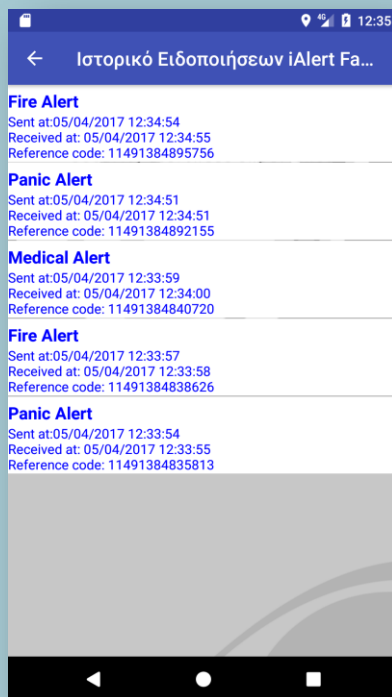 4G
12:35
Ιστορικό Ειδοποιήσεων iAlert Fa...
Fire Alert
Sent at:05/04/2017 12:34:54
Received at: 05/04/2017 12:34:55
Reference code: 11491384895756
Panic Alert
Sent at:05/04/2017 12:34:51
Received at: 05/04/2017 12:34:51
Reference code: 11491384892155
Medical Alert
Sent at:05/04/2017 12:33:59
Received at: 05/04/2017 12:34:00
Reference code: 11491384840720
Fire Alert
Sent at:05/04/2017 12:33:57
Received at: 05/04/2017 12:33:58
Reference code: 11491384838626
Panic Alert
Sent at:05/04/2017 12:33:54
Received at: 05/04/2017 12:33:55
Reference code: 11491384835813